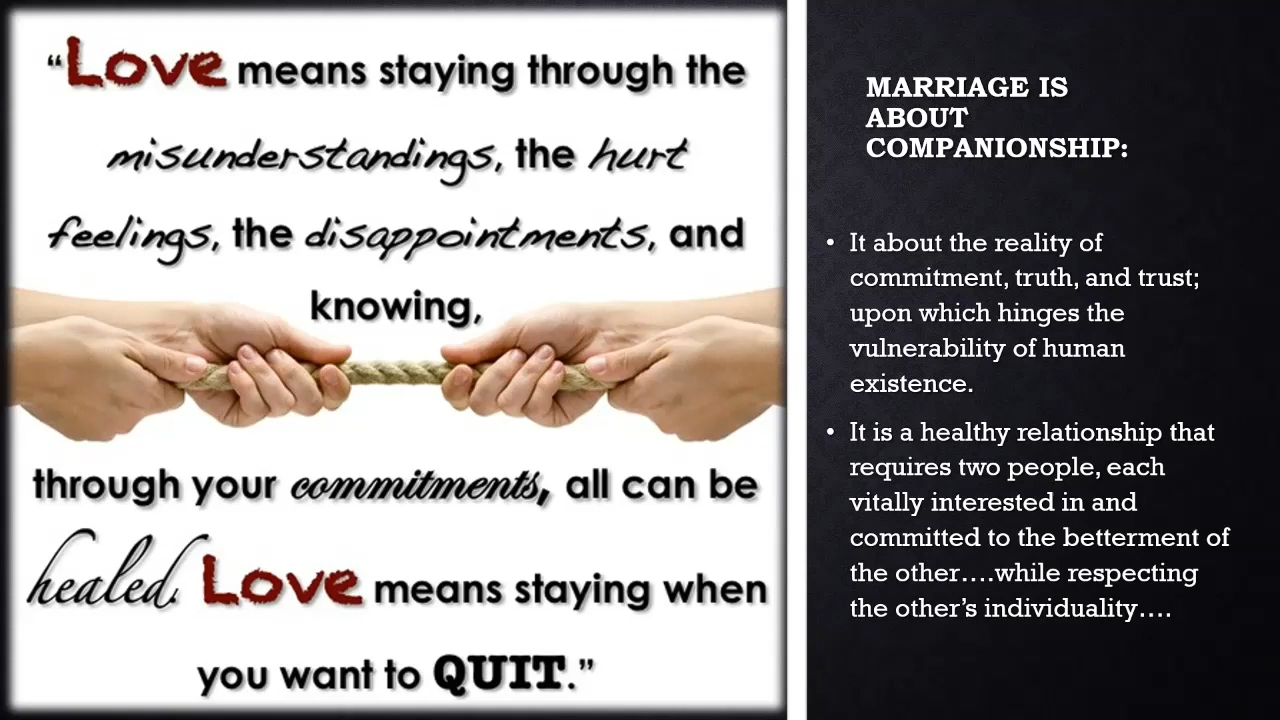 “Love means staying through the
misunderstandings, the hurt
feelings, the disappointments, and
knowing,
through your commitments, all can be
healed. Love means staying when
you want to QUIT.”
MARRIAGE IS
ABOUT
COMPANIONSHIP:
• It about the reality of
commitment, truth, and trust;
upon which hinges the
vulnerability of human
existence.
• It is a healthy relationship that
requires two people, each
vitally interested in and
committed to the betterment of
the other….while respecting
the other’s individuality….